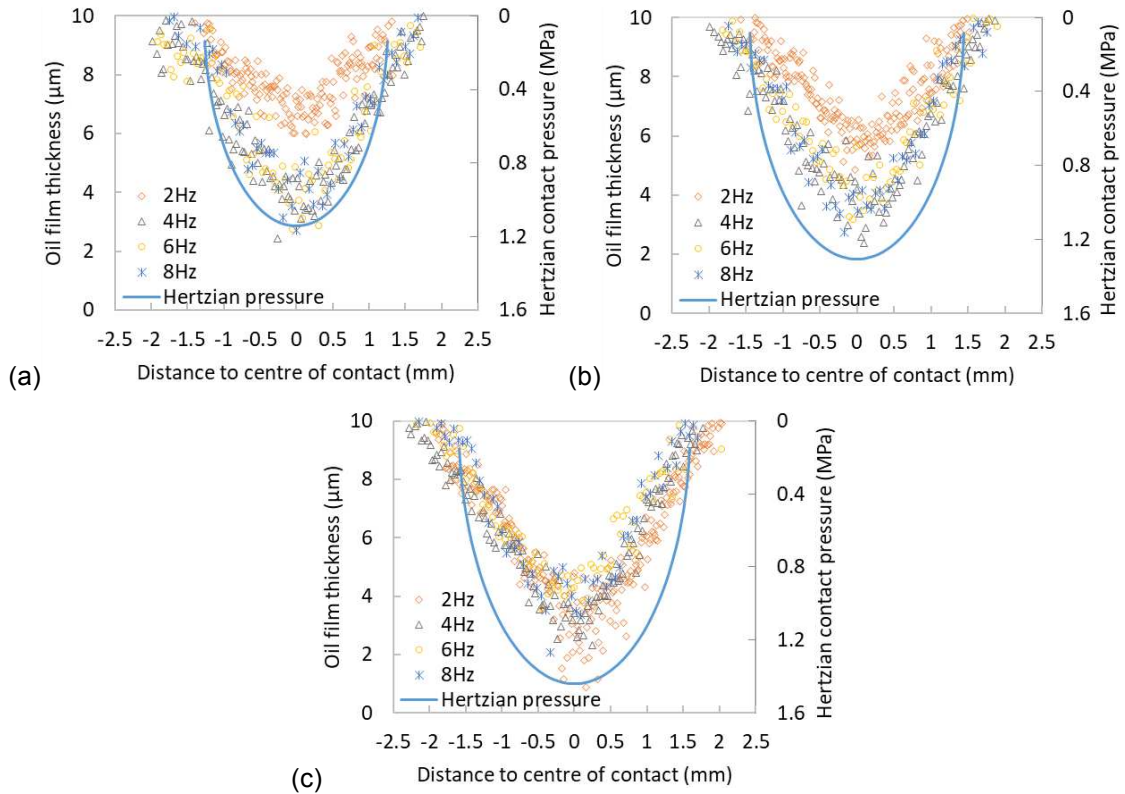 10
8
6
4
2
0
Oil film thickness (µm)
2Hz
4Hz
6Hz
8Hz
Hertzian pressure
0
0.4
0.8
1.2
1.6
Hertzian contact pressure (MPa)
-2.5 -2 -1.5 -1 -0.5 0 0.5 1 1.5 2 2.5
Distance to centre of contact (mm)
(a)
10
8
6
4
2
0
Oil film thickness (µm)
2Hz
4Hz
6Hz
8Hz
Hertzian pressure
0
0.4
0.8
1.2
1.6
Hertzian contact pressure (MPa)
-2.5 -2 -1.5 -1 -0.5 0 0.5 1 1.5 2 2.5
Distance to centre of contact (mm)
(b)
10
8
6
4
2
0
Oil film thickness (µm)
2Hz
4Hz
6Hz
8Hz
Hertzian pressure
0
0.4
0.8
1.2
1.6
Hertzian contact pressure (MPa)
-2.5 -2 -1.5 -1 -0.5 0 0.5 1 1.5 2 2.5
Distance to centre of contact (mm)
(c)